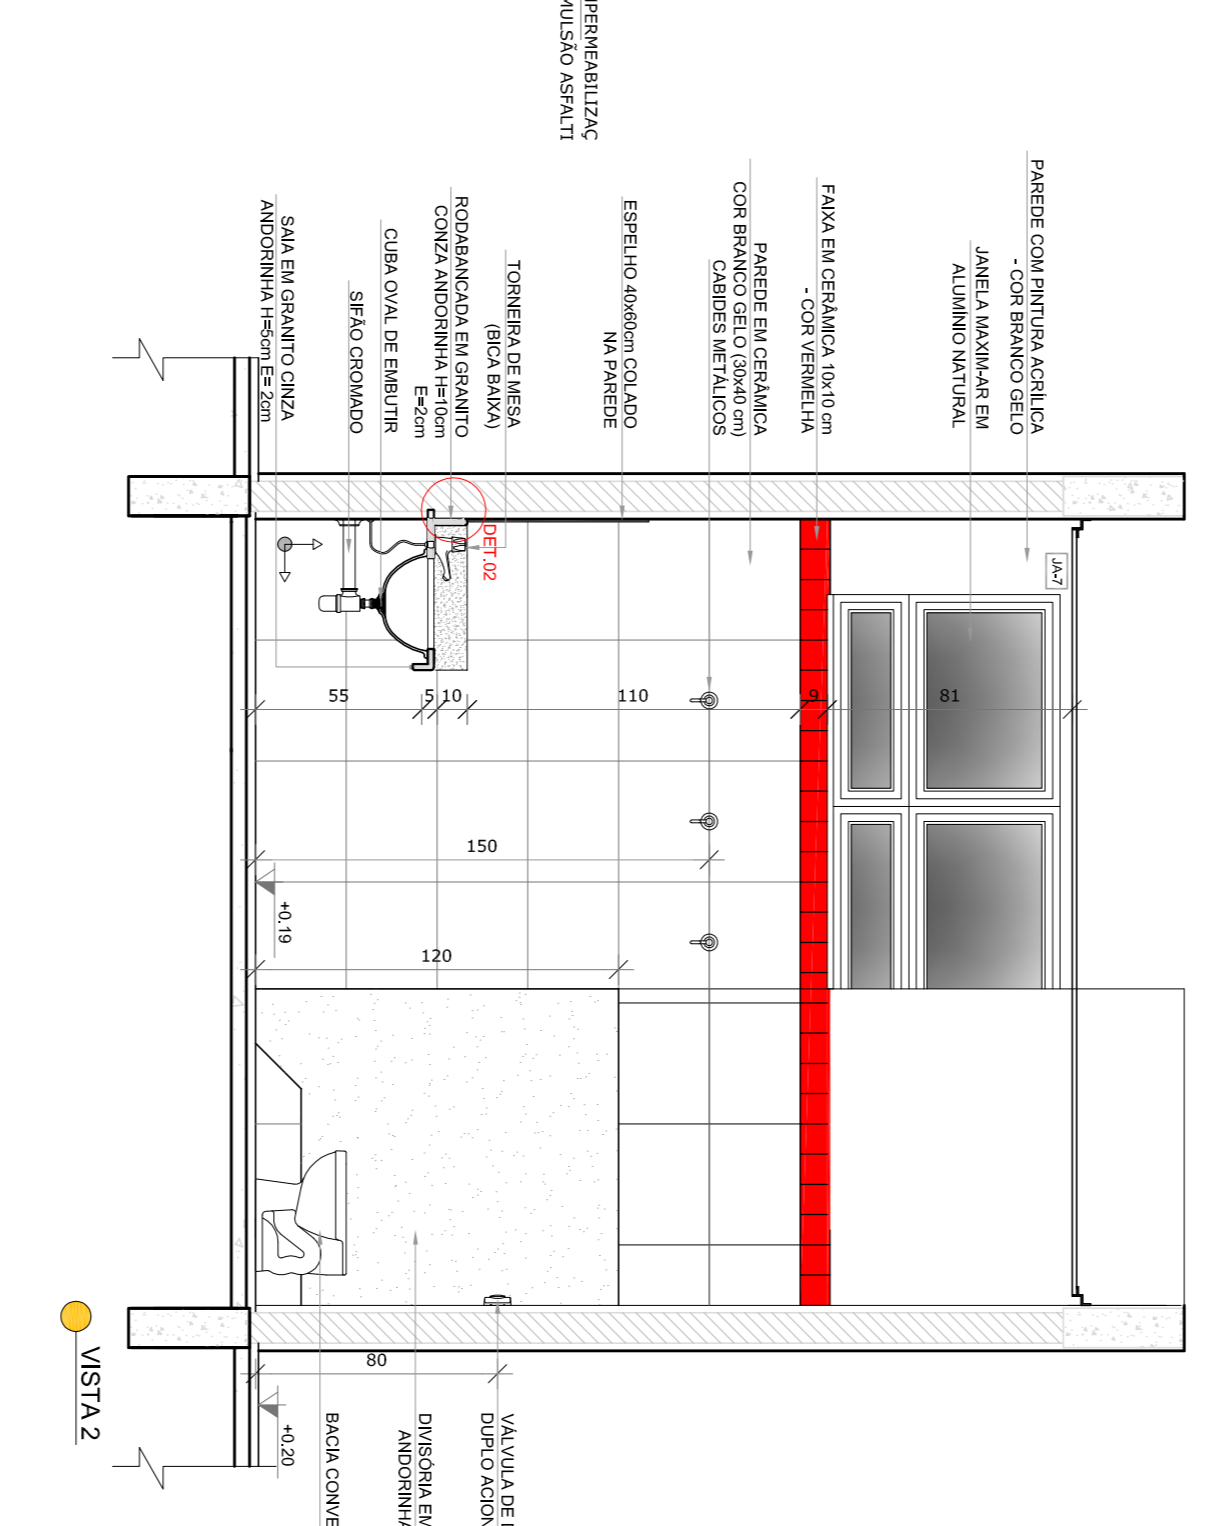 PAREDE COM PINTURA ACRÍLICA
- COR BRANCO GELO
JANELA MAXIM-AR EM
ALUMÍNIO NATURAL
FAIXA EM CERÂMICA 10x10 cm
- COR VERMELHA
PAREDE EM CERÂMICA
COR BRANCO GELO (30x40 cm)
CABIDES METÁLICOS
ESPELHO 40x60cm COLADO
NA PAREDE
TORNEIRA DE MESA
(BICA BAIXA)
RODABANCADA EM GRANITO
CONZA ANDORINHA H=10cm
E=2cm
CUBA OVAL DE EMBUTIR
SIFÃO CROMADO
SAIA EM GRANITO CINZA
ANDORINHA H=5cm E= 2cm
IPERMEABILIZAÇ
MULSÃO ASFALTI
JA-7
DET.02
81
9
110
10
5
55
150
+0.19
120
80
+0.20
VÁLVULA DE
DUPLO ACION
DIVISÓRIA EM
ANDORINHA
BACIA CONVE
VISTA 2